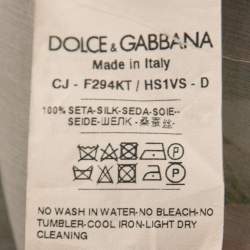 DOLCE & GABBANA
Made in Italy
CJ - F294KT / HS1VS - D
100% SETA-SILK-SEDA-SOIE-
SEIDE-ШЕЛК-桑蚕丝-
NO WASH IN WATER-NO BLEACH-NO
TUMBLER-COOL IRON-LIGHT DRY
CLEANING